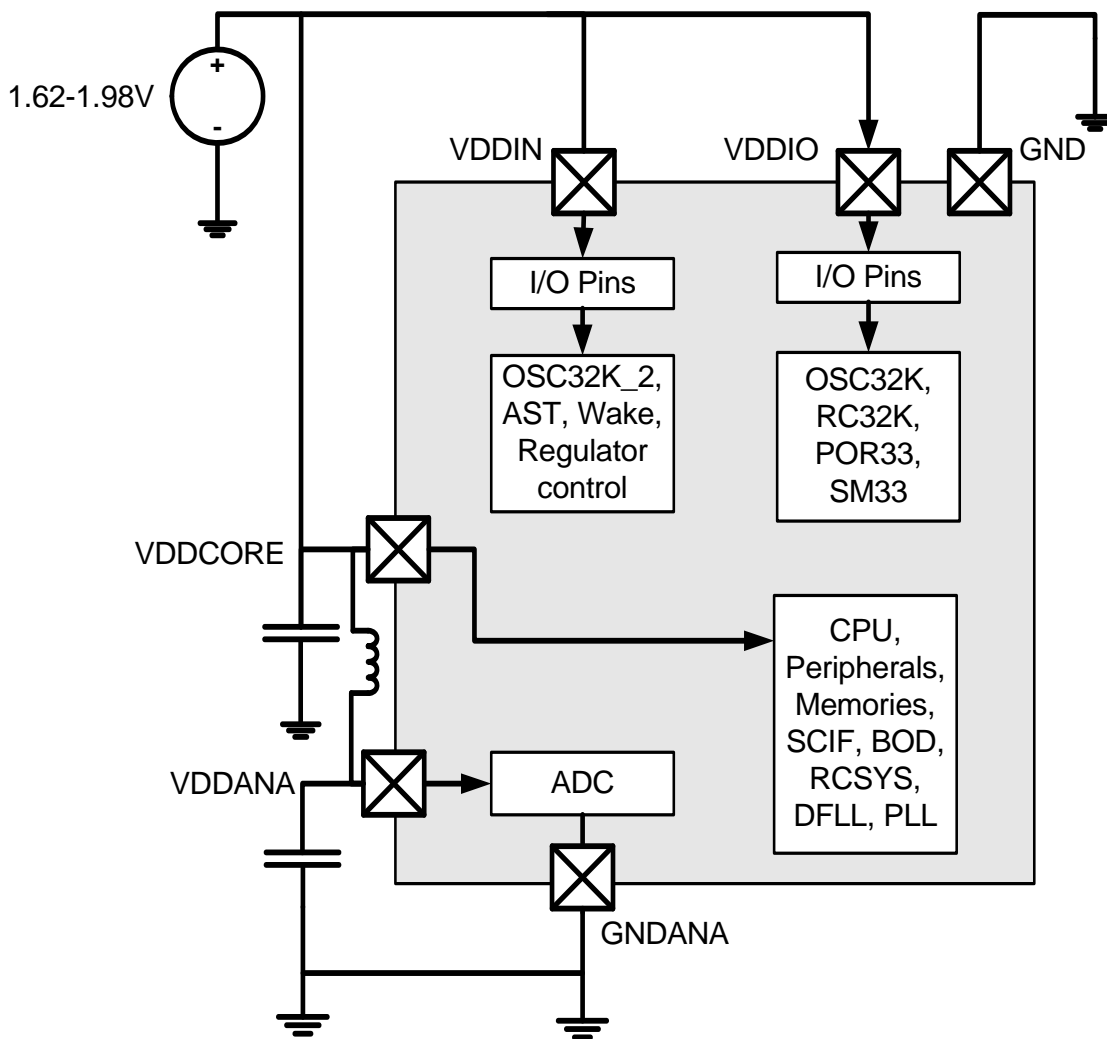 +
1.62-1.98V
-
VDDIN
VDDIO
GND
I/O Pins
I/O Pins
OSC32K_2,
AST, Wake,
Regulator
control
OSC32K,
RC32K,
POR33,
SM33
VDDCORE
CPU,
Peripherals,
Memories,
SCIF, BOD,
RCSYS,
DFLL, PLL
VDDANA
ADC
GNDANA